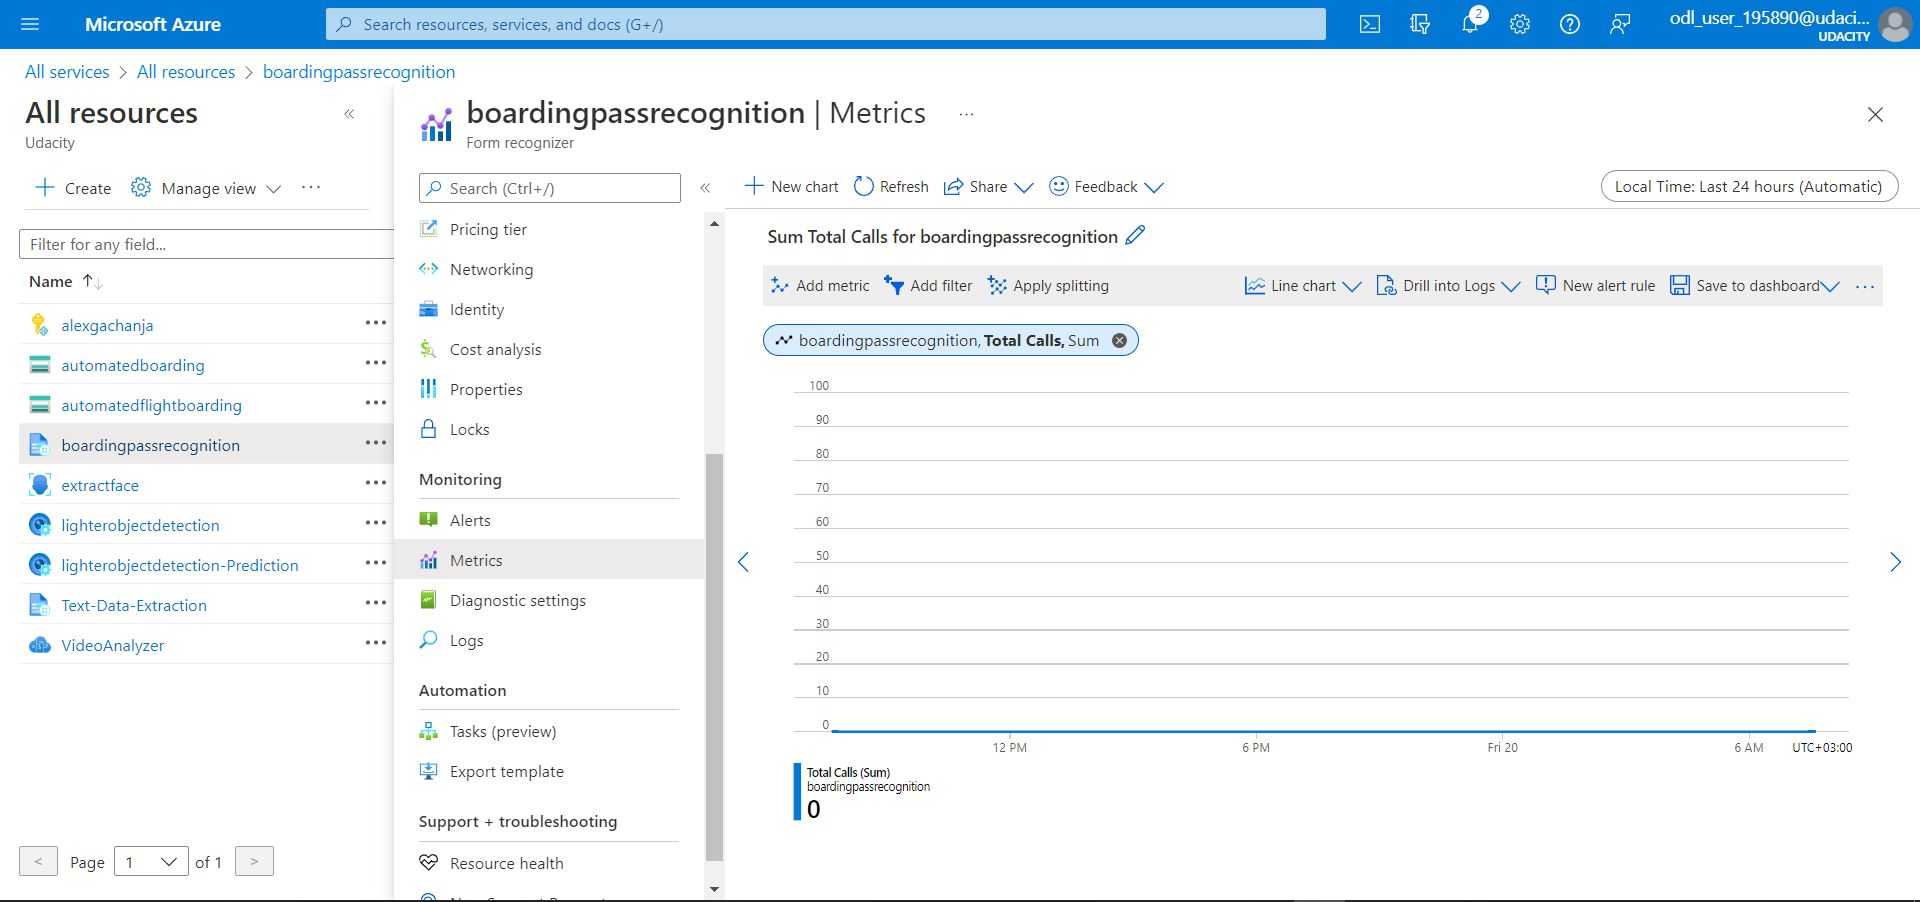 Microsoft Azure
Search resources, services, and docs (G+/)
2
odl_user_195890@udaci...
UDACITY
All services > All resources > boardingpassrecognition
All resources
Udacity
Create
Manage view
Filter for any field...
Name
alexgachanja
automatedboarding
automatedflightboarding
boardingpassrecognition
extractface
lighterobjectdetection
lighterobjectdetection-Prediction
Text-Data-Extraction
VideoAnalyzer
< Page 1 of 1 >
boardingpassrecognition | Metrics ...
Form recognizer
Search (Ctrl+/)
Pricing tier
Networking
Identity
Cost analysis
Properties
Locks
Monitoring
Alerts
Metrics
Diagnostic settings
Logs
Automation
Tasks (preview)
Export template
Support + troubleshooting
Resource health
New chart Refresh Share Feedback
Local Time: Last 24 hours (Automatic)
Sum Total Calls for boardingpassrecognition
Add metric Add filter Apply splitting Line chart Drill into Logs New alert rule Save to dashboard ...
boardingpassrecognition, Total Calls, Sum
100
90
80
70
60
50
40
30
20
10
0
12 PM 6 PM Fri 20 6 AM UTC+03:00
Total Calls (Sum)
boardingpassrecognition
0